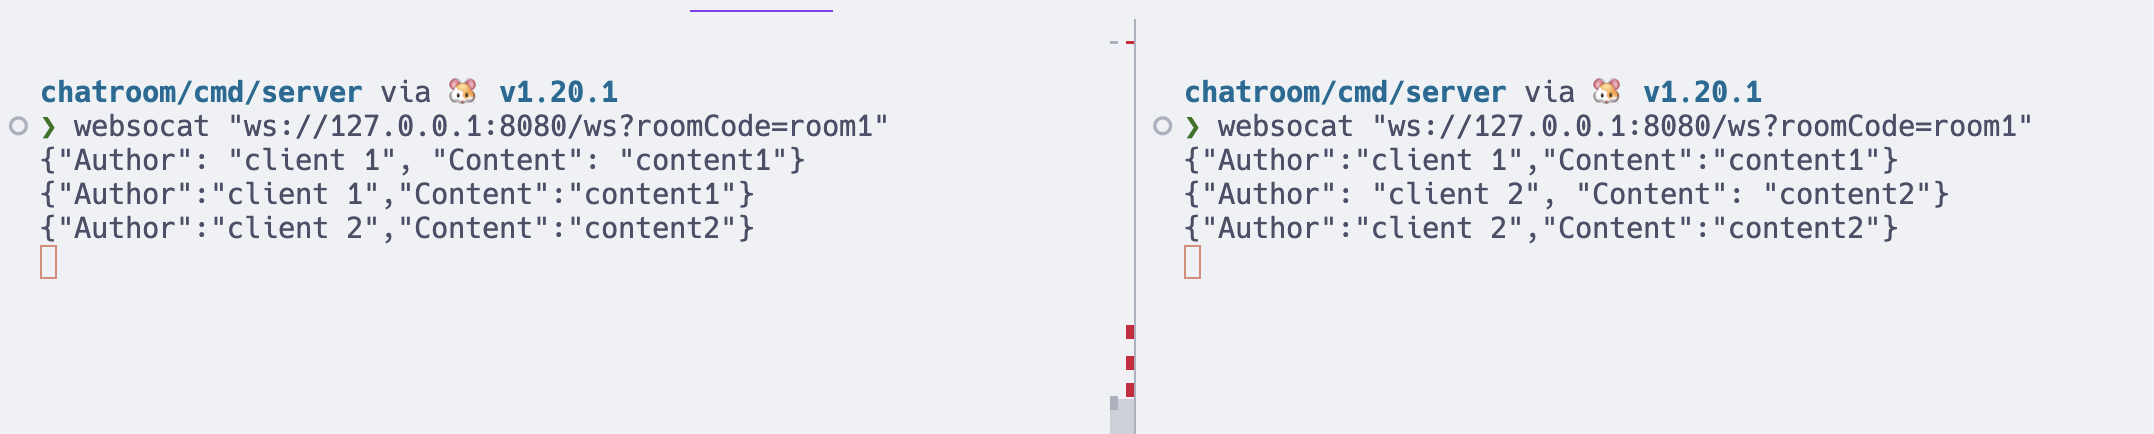 chatroom/cmd/server via 🐹 v1.20.1
❯ websocat "ws://127.0.0.1:8080/ws?roomCode=room1"
{"Author": "client 1", "Content": "content1"}
{"Author":"client 1","Content":"content1"}
{"Author":"client 2","Content":"content2"}
chatroom/cmd/server via 🐹 v1.20.1
❯ websocat "ws://127.0.0.1:8080/ws?roomCode=room1"
{"Author":"client 1","Content":"content1"}
{"Author": "client 2", "Content": "content2"}
{"Author":"client 2","Content":"content2"}